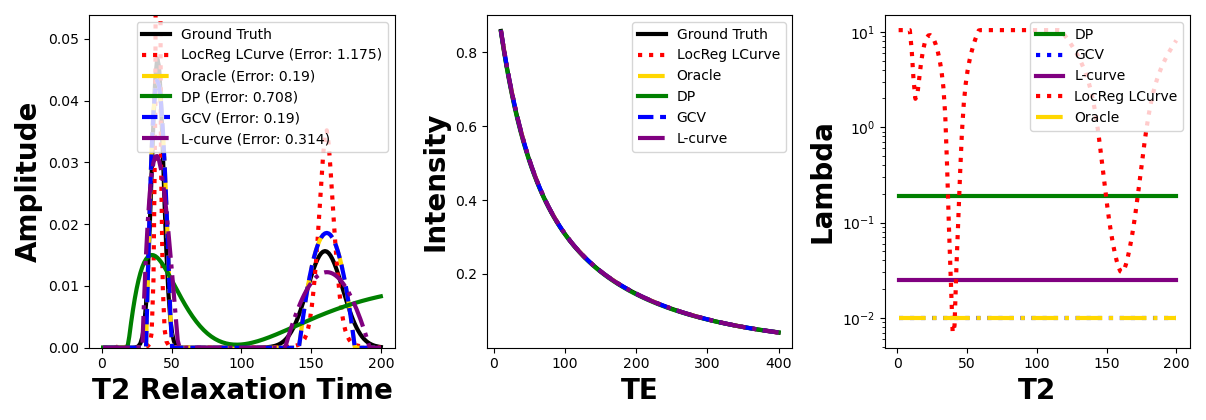 Amplitude
0.05
0.04
0.03
0.02
0.01
0.00
0
50
100
150
200
T2 Relaxation Time
Ground Truth
LocReg LCurve (Error: 1.175)
Oracle (Error: 0.19)
DP (Error: 0.708)
GCV (Error: 0.19)
L-curve (Error: 0.314)
Intensity
0.8
0.6
0.4
0.2
0
100
200
300
400
TE
Ground Truth
LocReg LCurve
Oracle
DP
GCV
L-curve
Lambda
10¹
10⁰
10⁻¹
10⁻²
0
50
100
150
200
T2
DP
GCV
L-curve
LocReg LCurve
Oracle